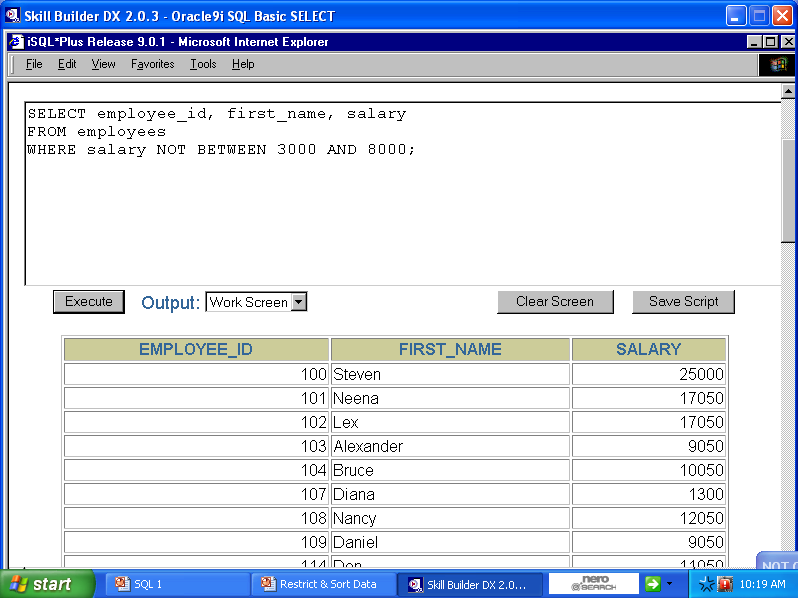 Skill Builder DX 2.0.3 - Oracle9i SQL Basic SELECT
iSQL*Plus Release 9.0.1 - Microsoft Internet Explorer
File Edit View Favorites Tools Help
SELECT employee_id, first_name, salary
FROM employees
WHERE salary NOT BETWEEN 3000 AND 8000;
Execute Output: Work Screen Clear Screen Save Script
EMPLOYEE_ID FIRST_NAME SALARY
100 Steven 25000
101 Neena 17050
102 Lex 17050
103 Alexander 9050
104 Bruce 10050
107 Diana 1300
108 Nancy 12050
109 Daniel 9050
114 Don 11050
NOT
start SQL 1 Restrict & Sort Data Skill Builder DX 2.0... nero @SEARCH 10:19 AM